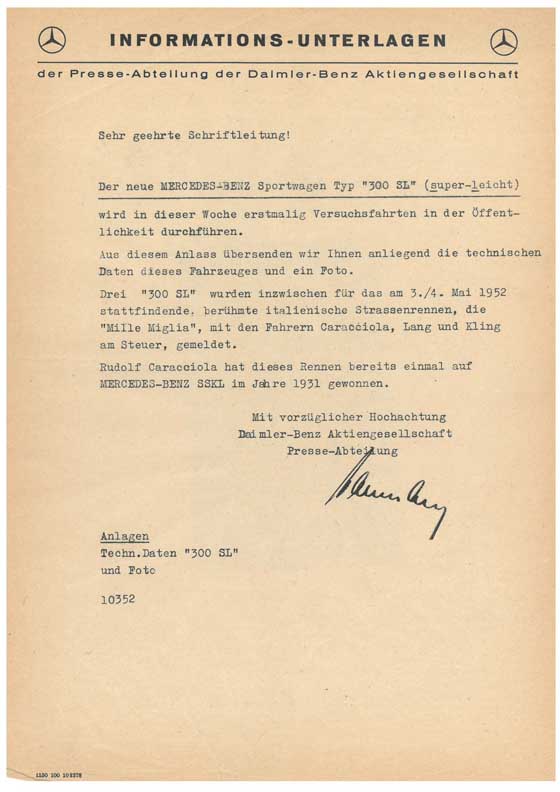 INFORMATIONS-UNTERLAGEN
der Presse-Abteilung der Daimler-Benz Aktiengesellschaft
Sehr geehrte Schriftleitung!
Der neue MERCEDES-BENZ Sportwagen Typ "300 SL" (super-leicht)
wird in dieser Woche erstmalig Versuchsfahrten in der Öffent-
lichkeit durchführen.
Aus diesem Anlass übersenden wir Ihnen anliegend die technischen
Daten dieses Fahrzeuges und ein Foto.
Drei "300 SL" wurden inzwischen für das am 3./4. Mai 1952
stattfindende, berühmte italienische Strassenrennen, die
"Mille Miglia", mit den Fahrern Caracciola, Lang und Kling
am Steuer, gemeldet.
Rudolf Caracciola hat dieses Rennen bereits einmal auf
MERCEDES-BENZ SSKL im Jahre 1931 gewonnen.
Mit vorzüglicher Hochachtung
Daimler-Benz Aktiengesellschaft
Presse-Abteilung
Anlagen
Techn.Daten "300 SL"
und Foto
10352